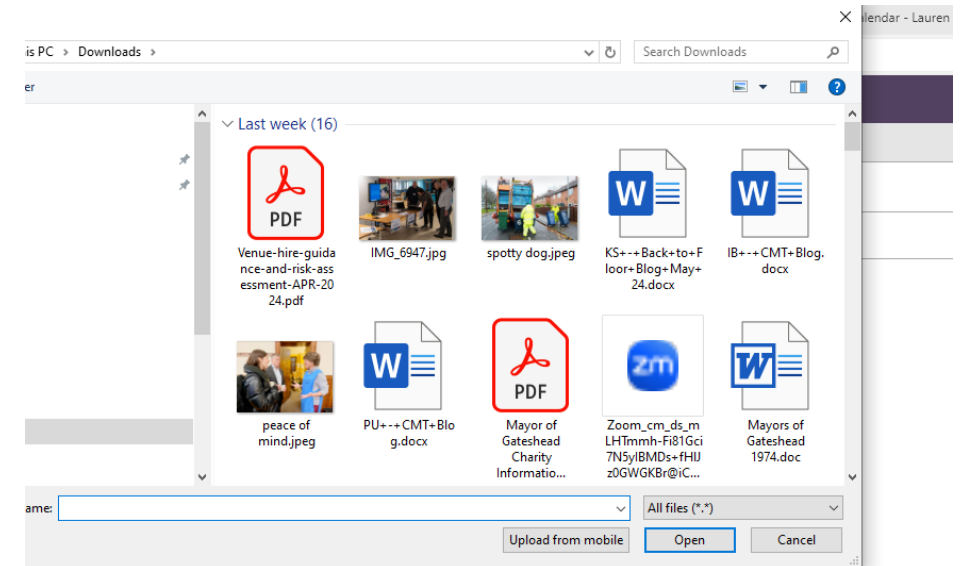 alendar - Lauren
is PC > Downloads >
Search Downloads
er
Last week (16)
PDF
Venue-hire-guida
nce-and-risk-ass
essment-APR-20
24.pdf
IMG_6947.jpg
spotty dog.jpeg
W
KS+-+Back+to+F
loor+Blog+May+
24.docx
W
IB+-+CMT+Blog.
docx
peace of
mind.jpeg
W
PU+-+CMT+Blo
g.docx
PDF
Mayor of
Gateshead
Charity
Informatio...
zm
Zoom_cm_ds_m
LHTmmh-Fi81Gci
7N5ylBMDs+fHIJ
z0GWGKBr@iC...
W
Mayors of
Gateshead
1974.doc
ame:
All files (*.*)
Upload from mobile
Open
Cancel